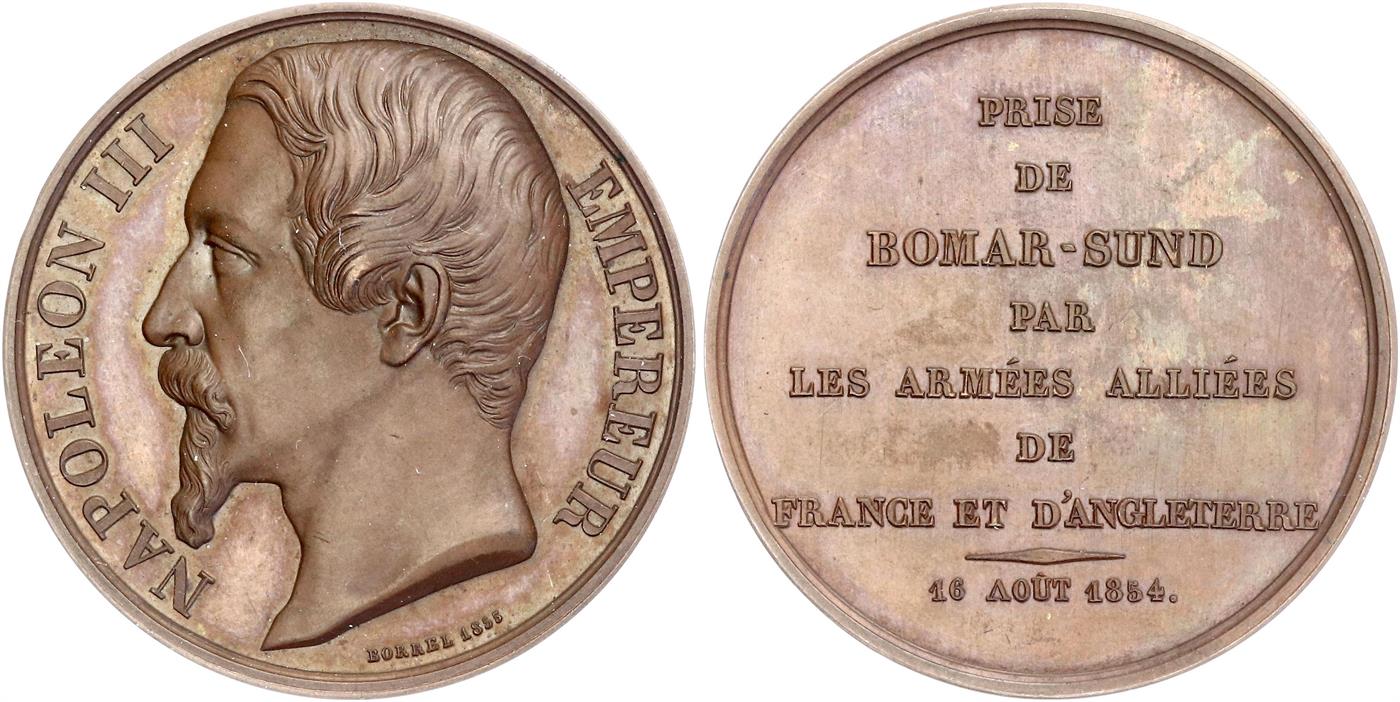 NAPOLEON III
EMPEREUR
BORREL 1855
PRISE
DE
BOMAR-SUND
PAR
LES ARMÉES ALLIÉES
DE
FRANCE ET D'ANGLETERRE
16 AOÛT 1854.